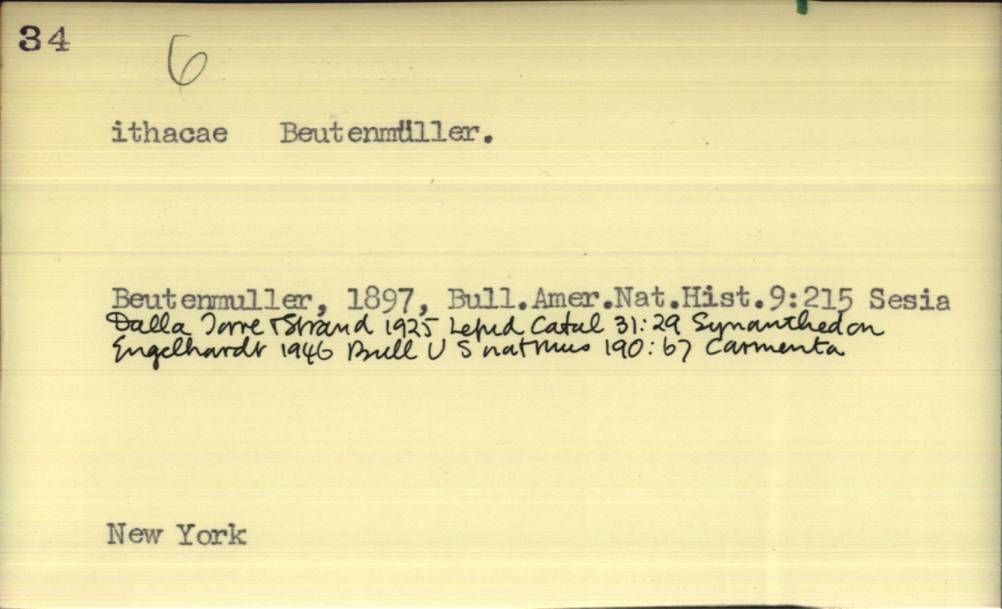 34
6
ithacae Beutenmüller.
Beutenmuller, 1897, Bull.Amer.Nat.Hist.9:215 Sesia
Dalla Torre & Strand 1925 Lepid Catal 31:29 Synanthedon
Engelhardt 1946 Bull U S nat Mus 190:67 Carmenta
New York